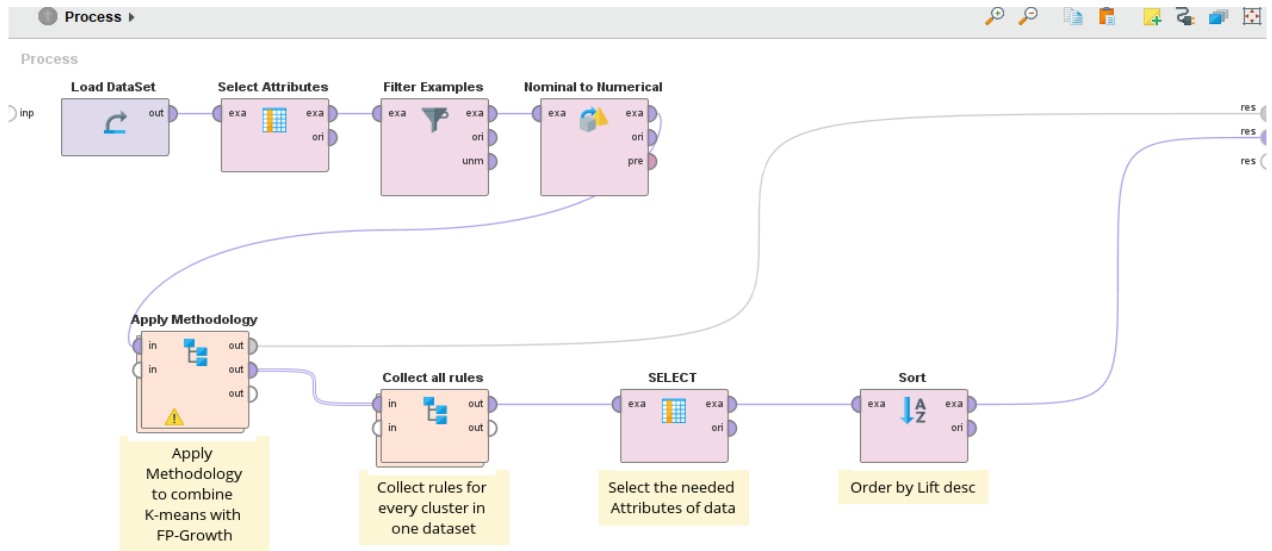 Process
Process
Load DataSet
Select Attributes
Filter Examples
Nominal to Numerical
inp
out
exa
exa
ori
exa
exa
ori
unm
exa
exa
ori
pre
res
res
res
Apply Methodology
in
out
in
out
out
Collect all rules
in
out
in
out
SELECT
exa
exa
ori
Sort
A
Z
exa
exa
ori
Apply
Methodology
to combine
K-means with
FP-Growth
Collect rules for
every cluster in
one dataset
Select the needed
Attributes of data
Order by Lift desc